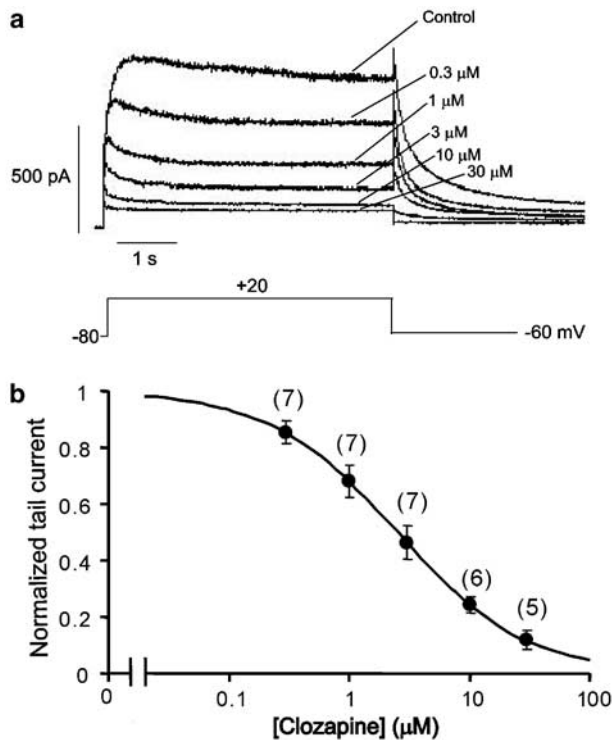 a
Control
0.3 μM
1 μM
3 μM
10 μM
30 μM
500 pA
1 s
+20
-80
-60 mV
b
Normalized tail current
1
0.8
0.6
0.4
0.2
0
(7)
(7)
(7)
(6)
(5)
0 0.1 1 10 100
[Clozapine] (μM)